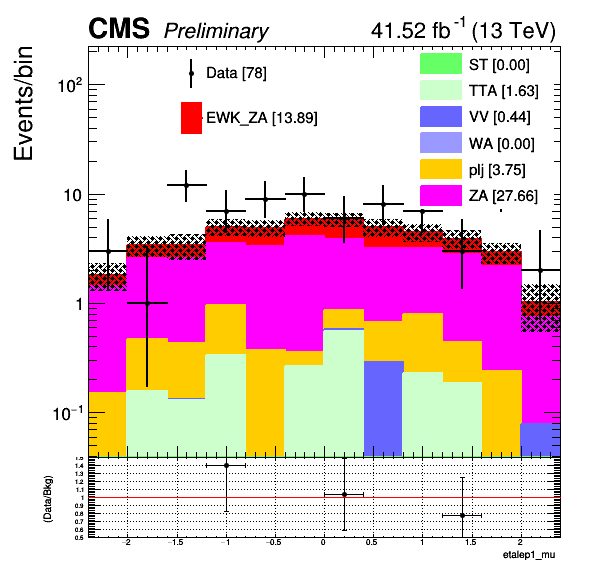 CMS Preliminary 41.52 fb⁻¹ (13 TeV)
Events/bin
Data [78]
EWK_ZA [13.89]
ST [0.00]
TTA [1.63]
VV [0.44]
WA [0.00]
plj [3.75]
ZA [27.66]
10²
10
1
10⁻¹
(Data/Bkg)
1.5
1.4
1.3
1.2
1.1
1
0.9
0.8
0.7
0.6
0.5
−2 −1.5 −1 −0.5 0 0.5 1 1.5 2
etalep1_mu